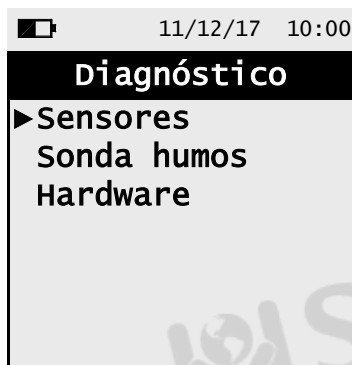 11/12/17 10:00
Diagnóstico
▶Sensores
Sonda humos
Hardware